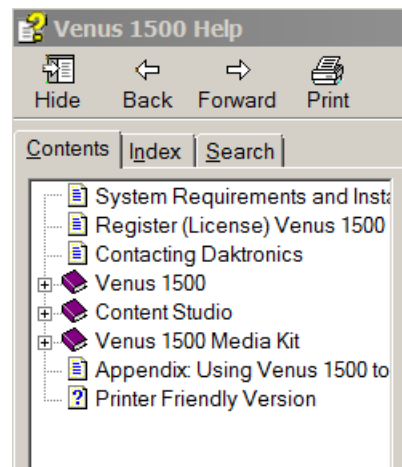 Venus 1500 Help
Hide Back Forward Print
Contents Index Search
System Requirements and Insta
Register (License) Venus 1500
Contacting Daktronics
Venus 1500
Content Studio
Venus 1500 Media Kit
Appendix: Using Venus 1500 to
Printer Friendly Version